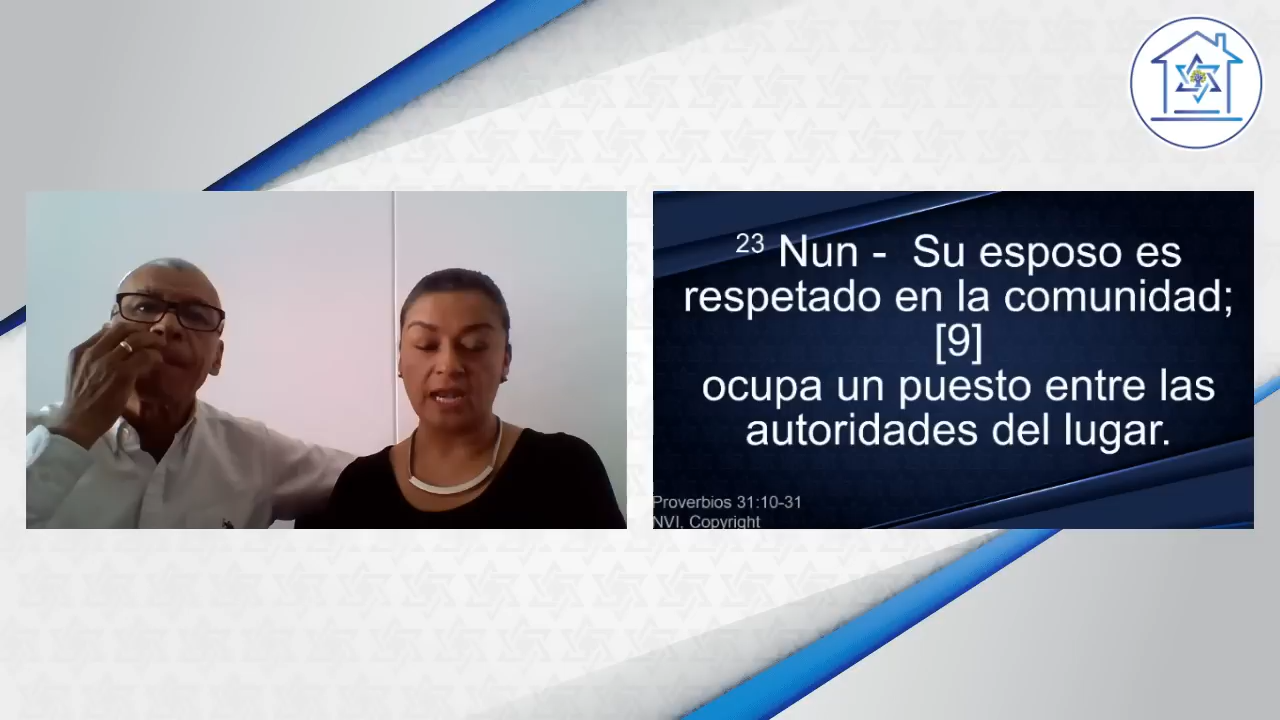 23 Nun - Su esposo es
respetado en la comunidad;
[9]
ocupa un puesto entre las
autoridades del lugar.
Proverbios 31:10-31
NVI, Copyright